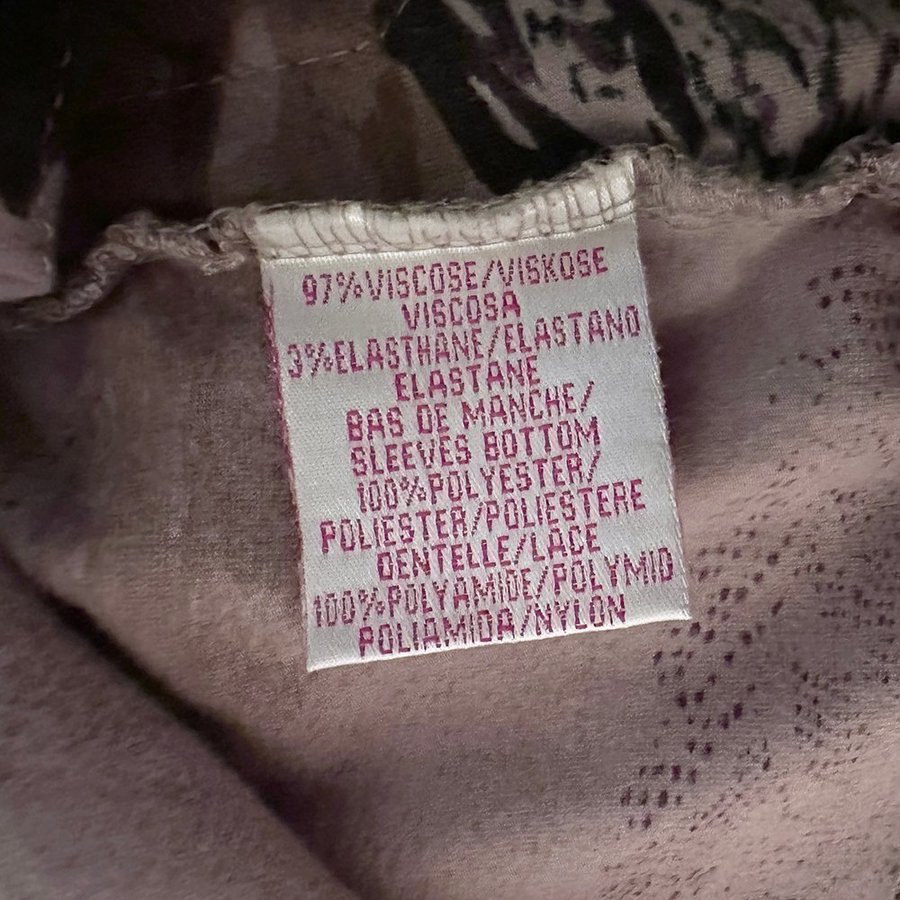 97%VISCOSE/VISKOSE
VISCOSA
3%ELASTHANE/ELASTANO
ELASTANE
BAS DE MANCHE/
SLEEVES BOTTOM
100%POLYESTER/
POLIESTER/POLIESTERE
DENTELLE/LACE
100%POLYAMIDE/POLYMID
POLIAMIDA/NYLON